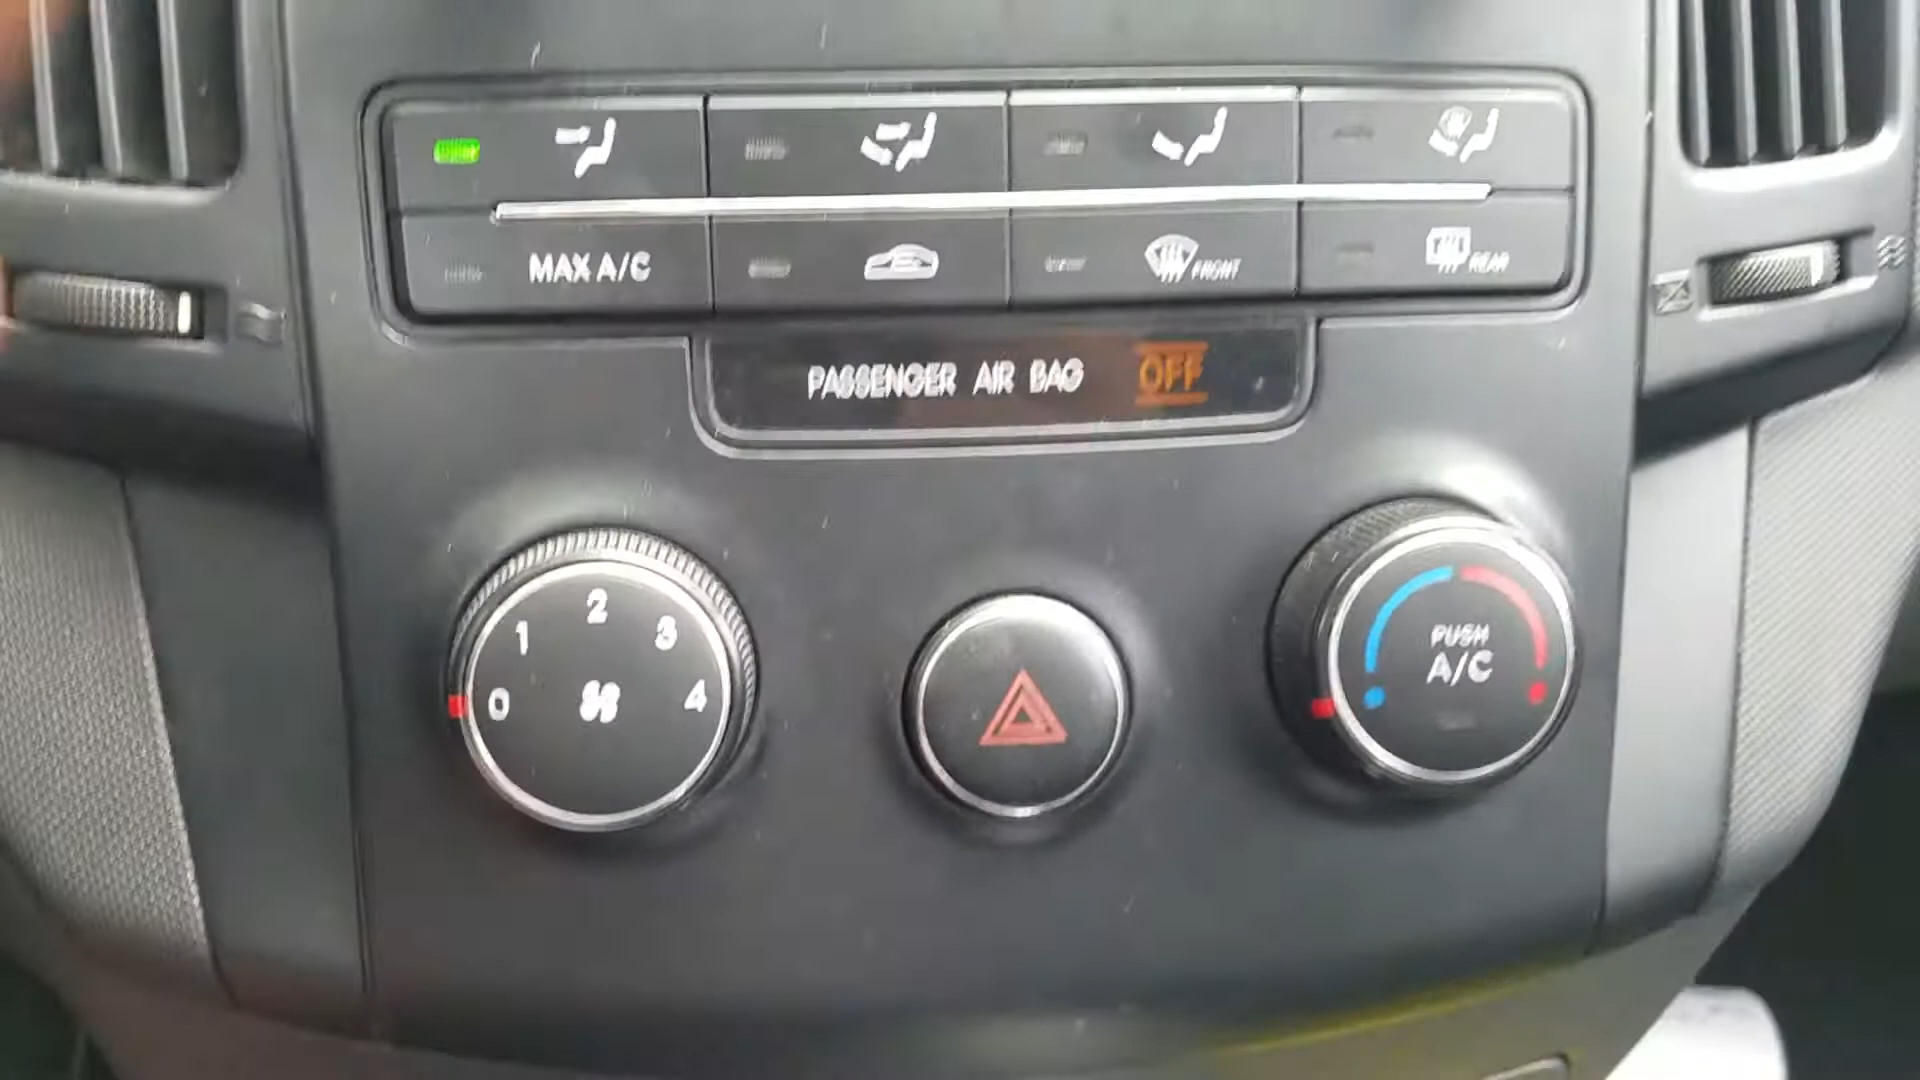 MAX A/C
FRONT
REAR
PASSENGER AIR BAG OFF
0 1 2 3 4
PUSH
A/C